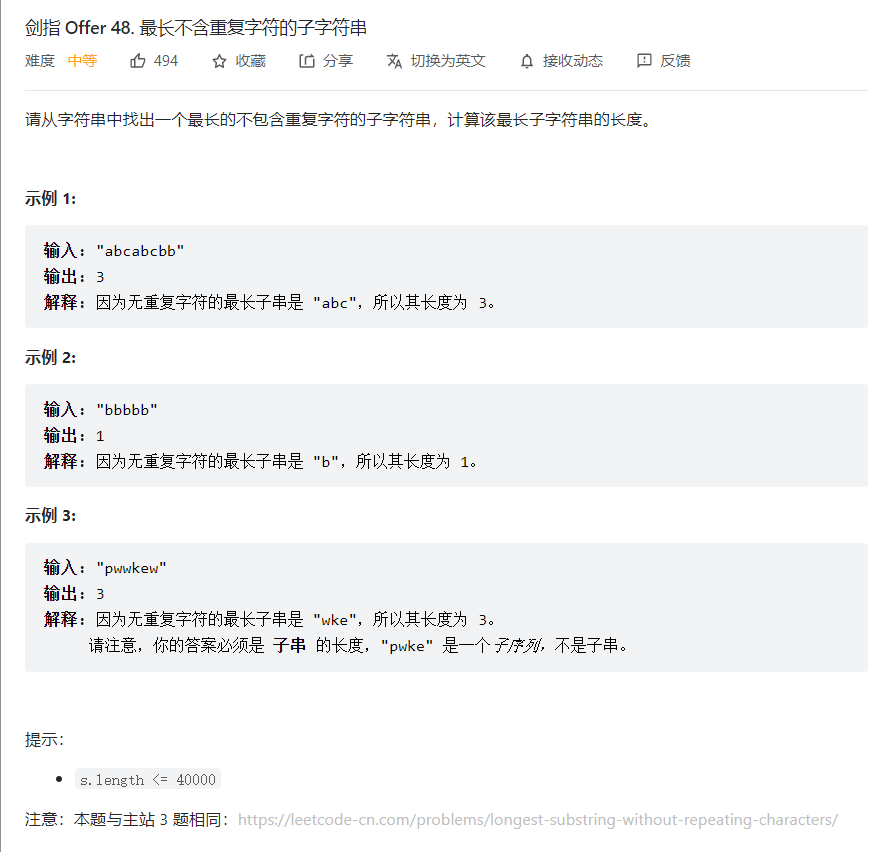 剑指 Offer 48. 最长不含重复字符的子字符串
难度 中等 494 收藏 分享 切换为英文 接收动态 反馈
请从字符串中找出一个最长的不包含重复字符的子字符串，计算该最长子字符串的长度。
示例 1:
输入: "abcabcbb"
输出: 3
解释: 因为无重复字符的最长子串是 "abc"，所以其长度为 3。
示例 2:
输入: "bbbbb"
输出: 1
解释: 因为无重复字符的最长子串是 "b"，所以其长度为 1。
示例 3:
输入: "pwwkew"
输出: 3
解释: 因为无重复字符的最长子串是 "wke"，所以其长度为 3。
请注意，你的答案必须是 子串 的长度，"pwke" 是一个子序列，不是子串。
提示：
• s.length <= 40000
注意：本题与主站 3 题相同：https://leetcode-cn.com/problems/longest-substring-without-repeating-characters/